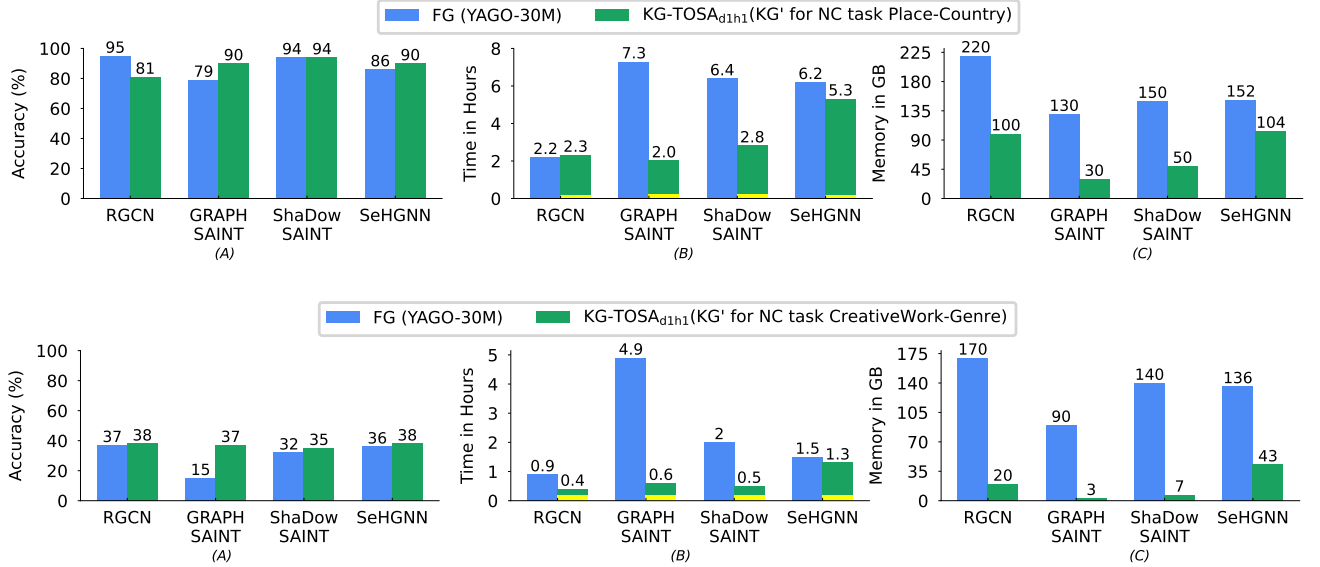 FG (YAGO-30M) KG-TOSAd1h1(KG' for NC task Place-Country)
Accuracy (%)
100
80
60
40
20
0
95 81 79 90 94 94 86 90
RGCN GRAPH SAINT ShaDow SAINT SeHGNN
(A)
Time in Hours
8
6
4
2
0
2.2 2.3 7.3 2.0 6.4 2.8 6.2 5.3
RGCN GRAPH SAINT ShaDow SAINT SeHGNN
(B)
Memory in GB
225
180
135
90
45
0
220 100 130 30 150 50 152 104
RGCN GRAPH SAINT ShaDow SAINT SeHGNN
(C)
FG (YAGO-30M) KG-TOSAd1h1(KG' for NC task CreativeWork-Genre)
Accuracy (%)
100
80
60
40
20
0
37 38 15 37 32 35 36 38
RGCN GRAPH SAINT ShaDow SAINT SeHGNN
(A)
Time in Hours
5
4
3
2
1
0
0.9 0.4 4.9 0.6 2 0.5 1.5 1.3
RGCN GRAPH SAINT ShaDow SAINT SeHGNN
(B)
Memory in GB
175
140
105
70
35
0
170 20 90 3 140 7 136 43
RGCN GRAPH SAINT ShaDow SAINT SeHGNN
(C)